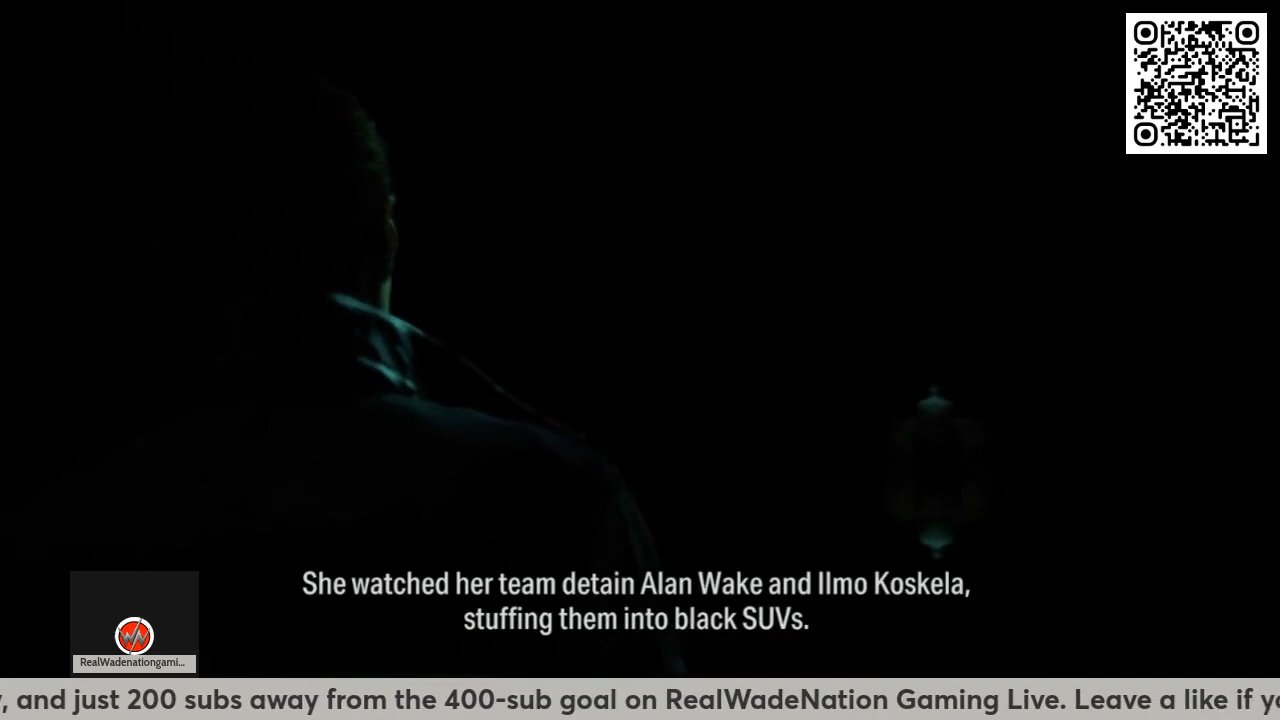 She watched her team detain Alan Wake and Ilmo Koskela,
stuffing them into black SUVs.
RealWadenationgami...
, and just 200 subs away from the 400-sub goal on RealWadeNation Gaming Live. Leave a like if